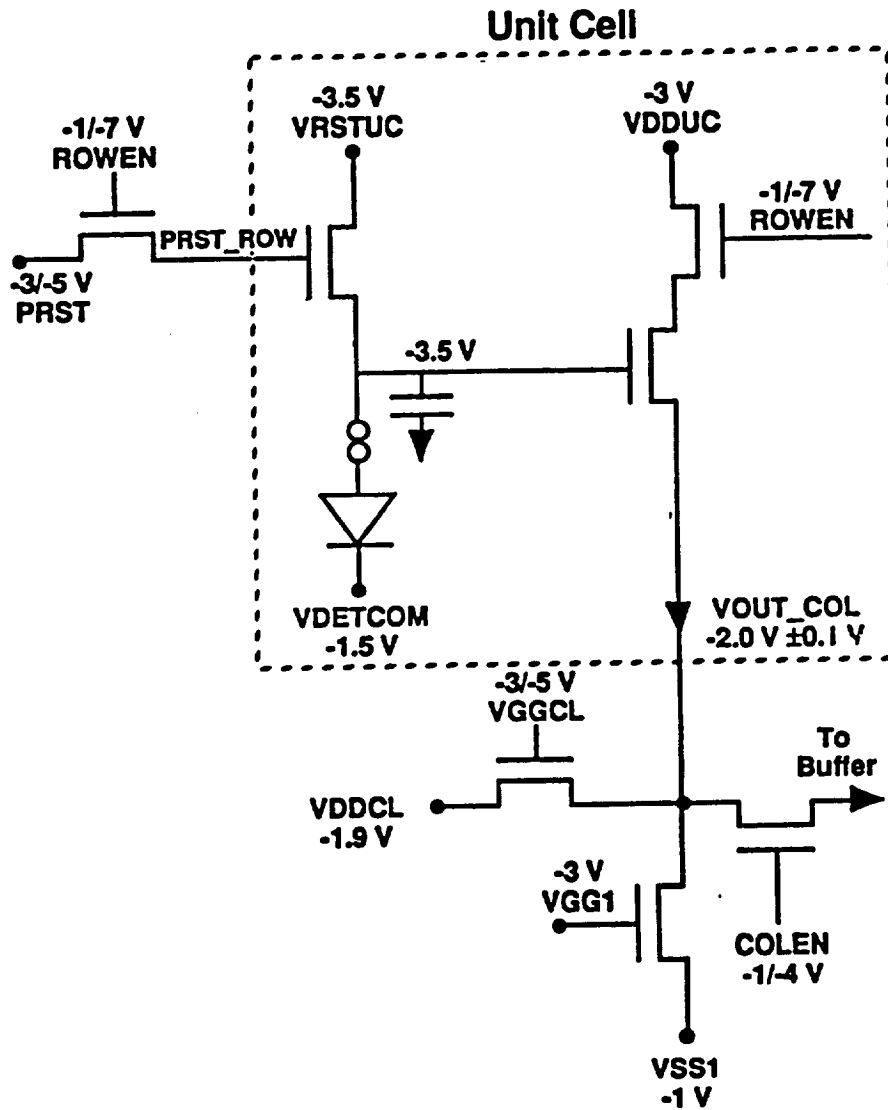 Unit Cell
-3.5 V
VRSTUC
-3 V
VDDUC
-1/-7 V
ROWEN
-1/-7 V
ROWEN
PRST_ROW
-3/-5 V
PRST
-3.5 V
VDETCOM
-1.5 V
VOUT_COL
-2.0 V ±0.1 V
-3/-5 V
VGGCL
To
Buffer
VDDCL
-1.9 V
-3 V
VGG1
COLEN
-1/-4 V
VSS1
-1 V